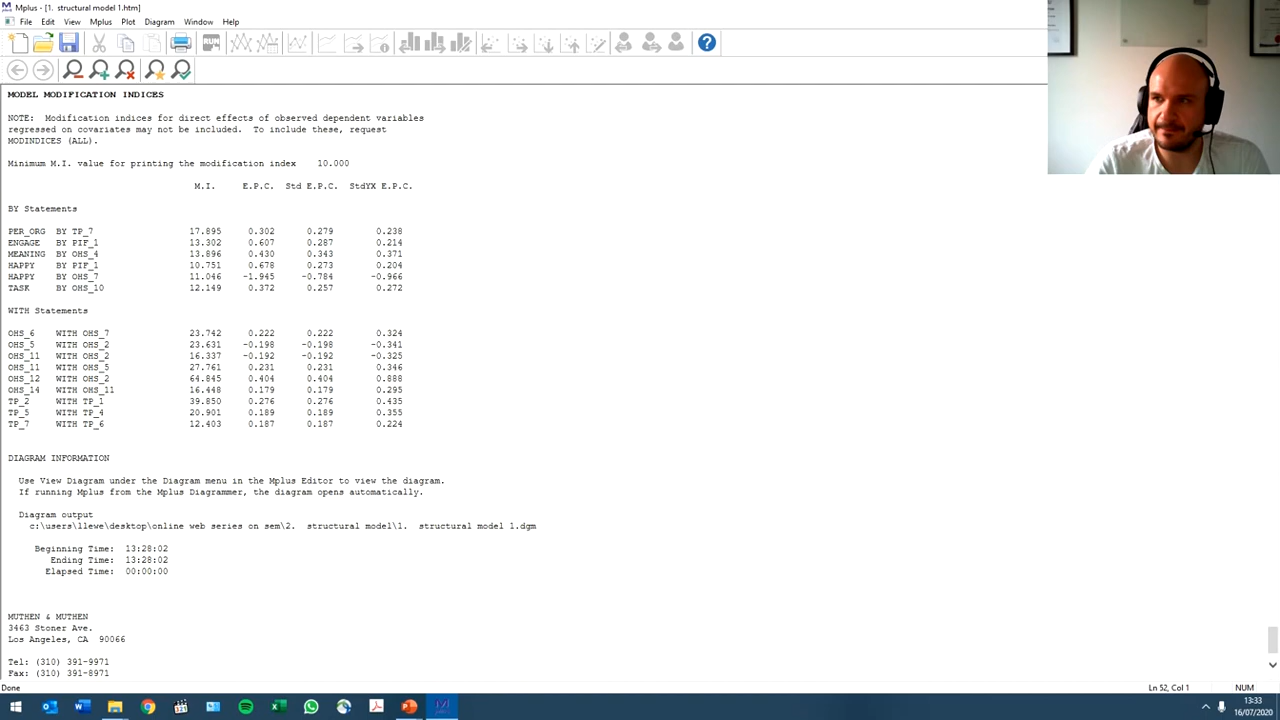 Mplus - [1.  structural model 1.htm]
File Edit View Mplus Plot Diagram Window Help
RUN
MODEL MODIFICATION INDICES
NOTE:  Modification indices for direct effects of observed dependent variables
regressed on covariates may not be included.  To include these, request
MODINDICES (ALL).
Minimum M.I. value for printing the modification index    10.000
M.I.     E.P.C.  Std E.P.C.  StdYX E.P.C.
BY Statements
PER_ORG  BY TP_7    17.895    0.302    0.279    0.238
ENGAGE   BY PIF_1    13.302    0.607    0.287    0.214
MEANING  BY OHS_4    13.896    0.430    0.343    0.371
HAPPY    BY PIF_1    10.751    0.678    0.273    0.204
HAPPY    BY OHS_7    11.046   -1.945   -0.784   -0.966
TASK     BY OHS_10    12.149    0.372    0.257    0.272
WITH Statements
OHS_6    WITH OHS_7    23.742    0.222    0.222    0.324
OHS_5    WITH OHS_2    23.631   -0.198   -0.198   -0.341
OHS_11   WITH OHS_2    16.337   -0.192   -0.192   -0.325
OHS_11   WITH OHS_5    27.761    0.231    0.231    0.346
OHS_12   WITH OHS_2    64.845    0.404    0.404    0.888
OHS_14   WITH OHS_11    16.448    0.179    0.179    0.295
TP_2     WITH TP_1    39.850    0.276    0.276    0.435
TP_5     WITH TP_4    20.901    0.189    0.189    0.355
TP_7     WITH TP_6    12.403    0.187    0.187    0.224
DIAGRAM INFORMATION
Use View Diagram under the Diagram menu in the Mplus Editor to view the diagram.
If running Mplus from the Mplus Diagrammer, the diagram opens automatically.
Diagram output
c:\users\llewe\desktop\online web series on sem\2.  structural model\1.  structural model 1.dgm
Beginning Time:  13:28:02
Ending Time:  13:28:02
Elapsed Time:  00:00:00
MUTHEN & MUTHEN
3463 Stoner Ave.
Los Angeles, CA  90066
Tel: (310) 391-9971
Fax: (310) 391-8971
Done
Ln 52, Col 1
NUM
13:33
16/07/2020